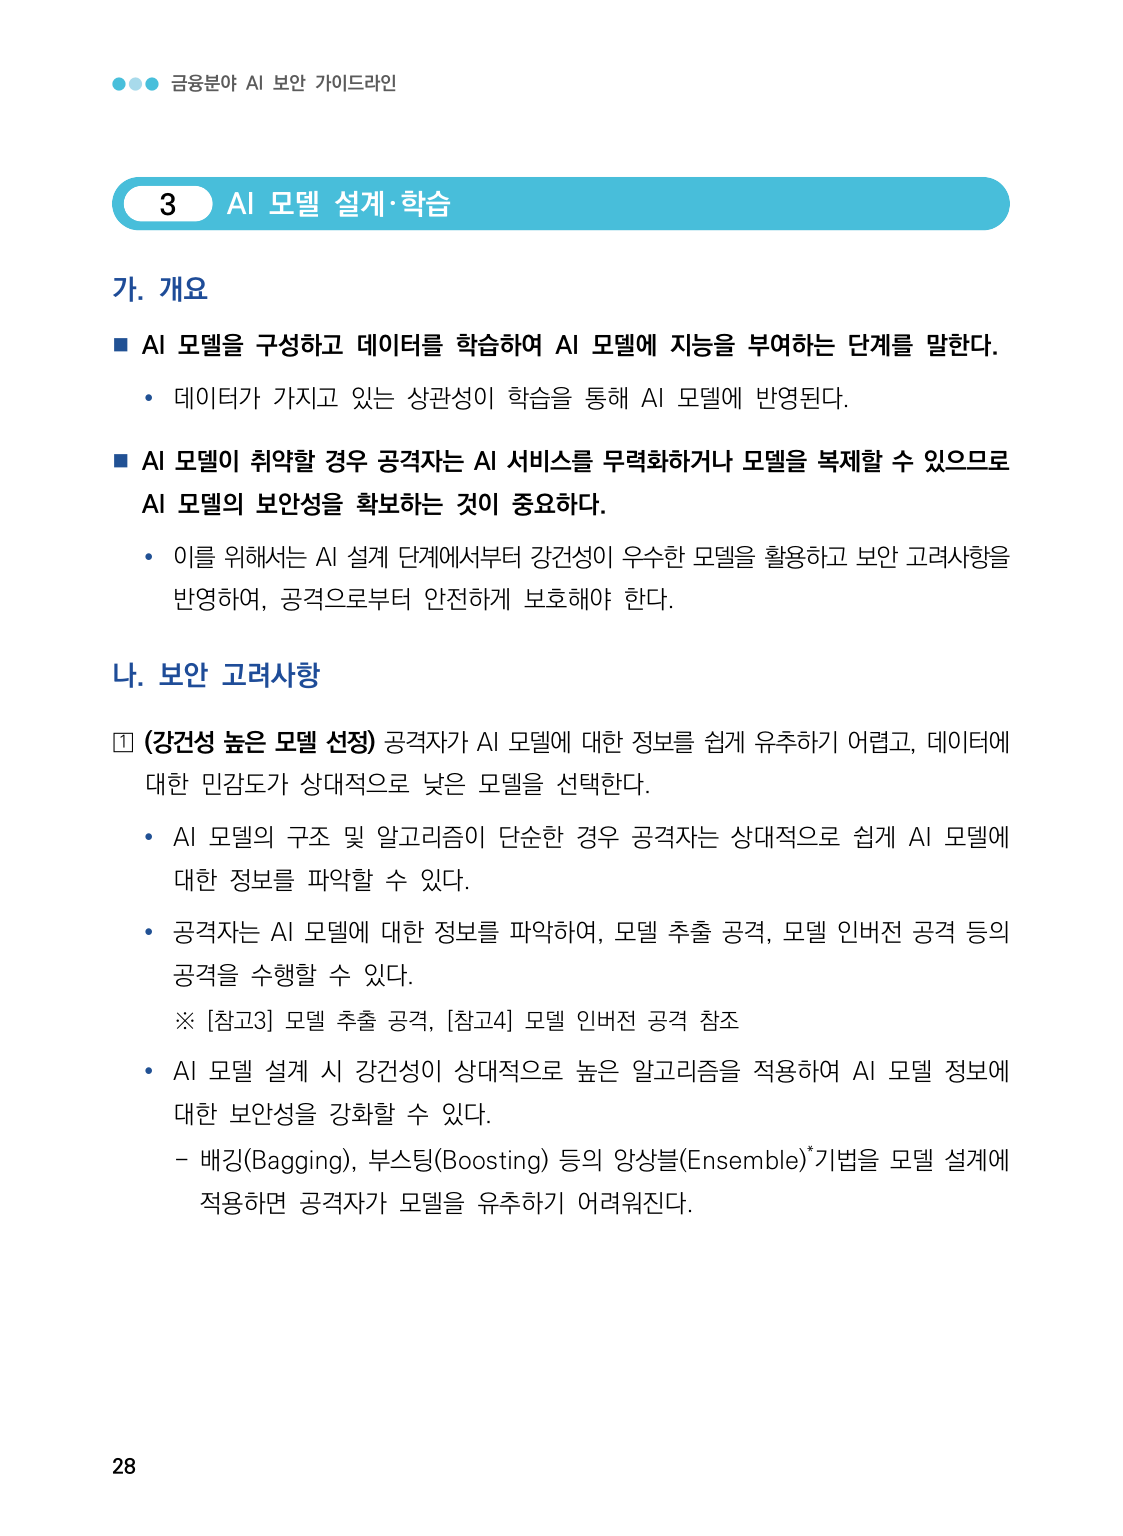 금융분야 AI 보안 가이드라인
3 AI 모델 설계·학습
가. 개요
■ AI 모델을 구성하고 데이터를 학습하여 AI 모델에 지능을 부여하는 단계를 말한다.
• 데이터가 가지고 있는 상관성이 학습을 통해 AI 모델에 반영된다.
■ AI 모델이 취약할 경우 공격자는 AI 서비스를 무력화하거나 모델을 복제할 수 있으므로
AI 모델의 보안성을 확보하는 것이 중요하다.
• 이를 위해서는 AI 설계 단계에서부터 강건성이 우수한 모델을 활용하고 보안 고려사항을
반영하여, 공격으로부터 안전하게 보호해야 한다.
나. 보안 고려사항
1 (강건성 높은 모델 선정) 공격자가 AI 모델에 대한 정보를 쉽게 유추하기 어렵고, 데이터에
대한 민감도가 상대적으로 낮은 모델을 선택한다.
• AI 모델의 구조 및 알고리즘이 단순한 경우 공격자는 상대적으로 쉽게 AI 모델에
대한 정보를 파악할 수 있다.
• 공격자는 AI 모델에 대한 정보를 파악하여, 모델 추출 공격, 모델 인버전 공격 등의
공격을 수행할 수 있다.
※ [참고3] 모델 추출 공격, [참고4] 모델 인버전 공격 참조
• AI 모델 설계 시 강건성이 상대적으로 높은 알고리즘을 적용하여 AI 모델 정보에
대한 보안성을 강화할 수 있다.
– 배깅(Bagging), 부스팅(Boosting) 등의 앙상블(Ensemble)*기법을 모델 설계에
적용하면 공격자가 모델을 유추하기 어려워진다.
28